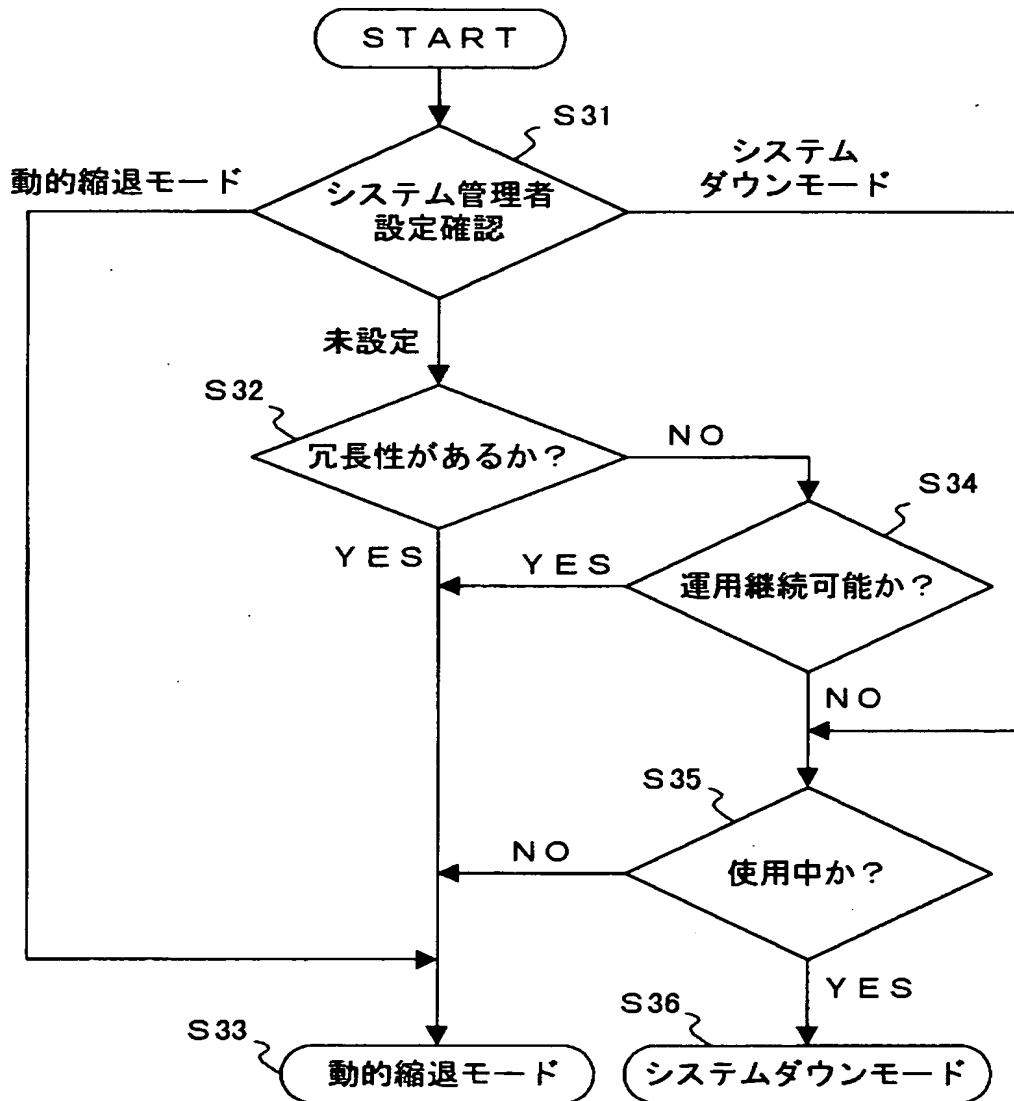 START
S31
動的縮退モード
システム管理者
設定確認
システム
ダウンモード
未設定
S32
冗長性があるか？
NO
S34
YES
YES
運用継続可能か？
NO
S35
NO
使用中か？
YES
S33
動的縮退モード
S36
システムダウンモード